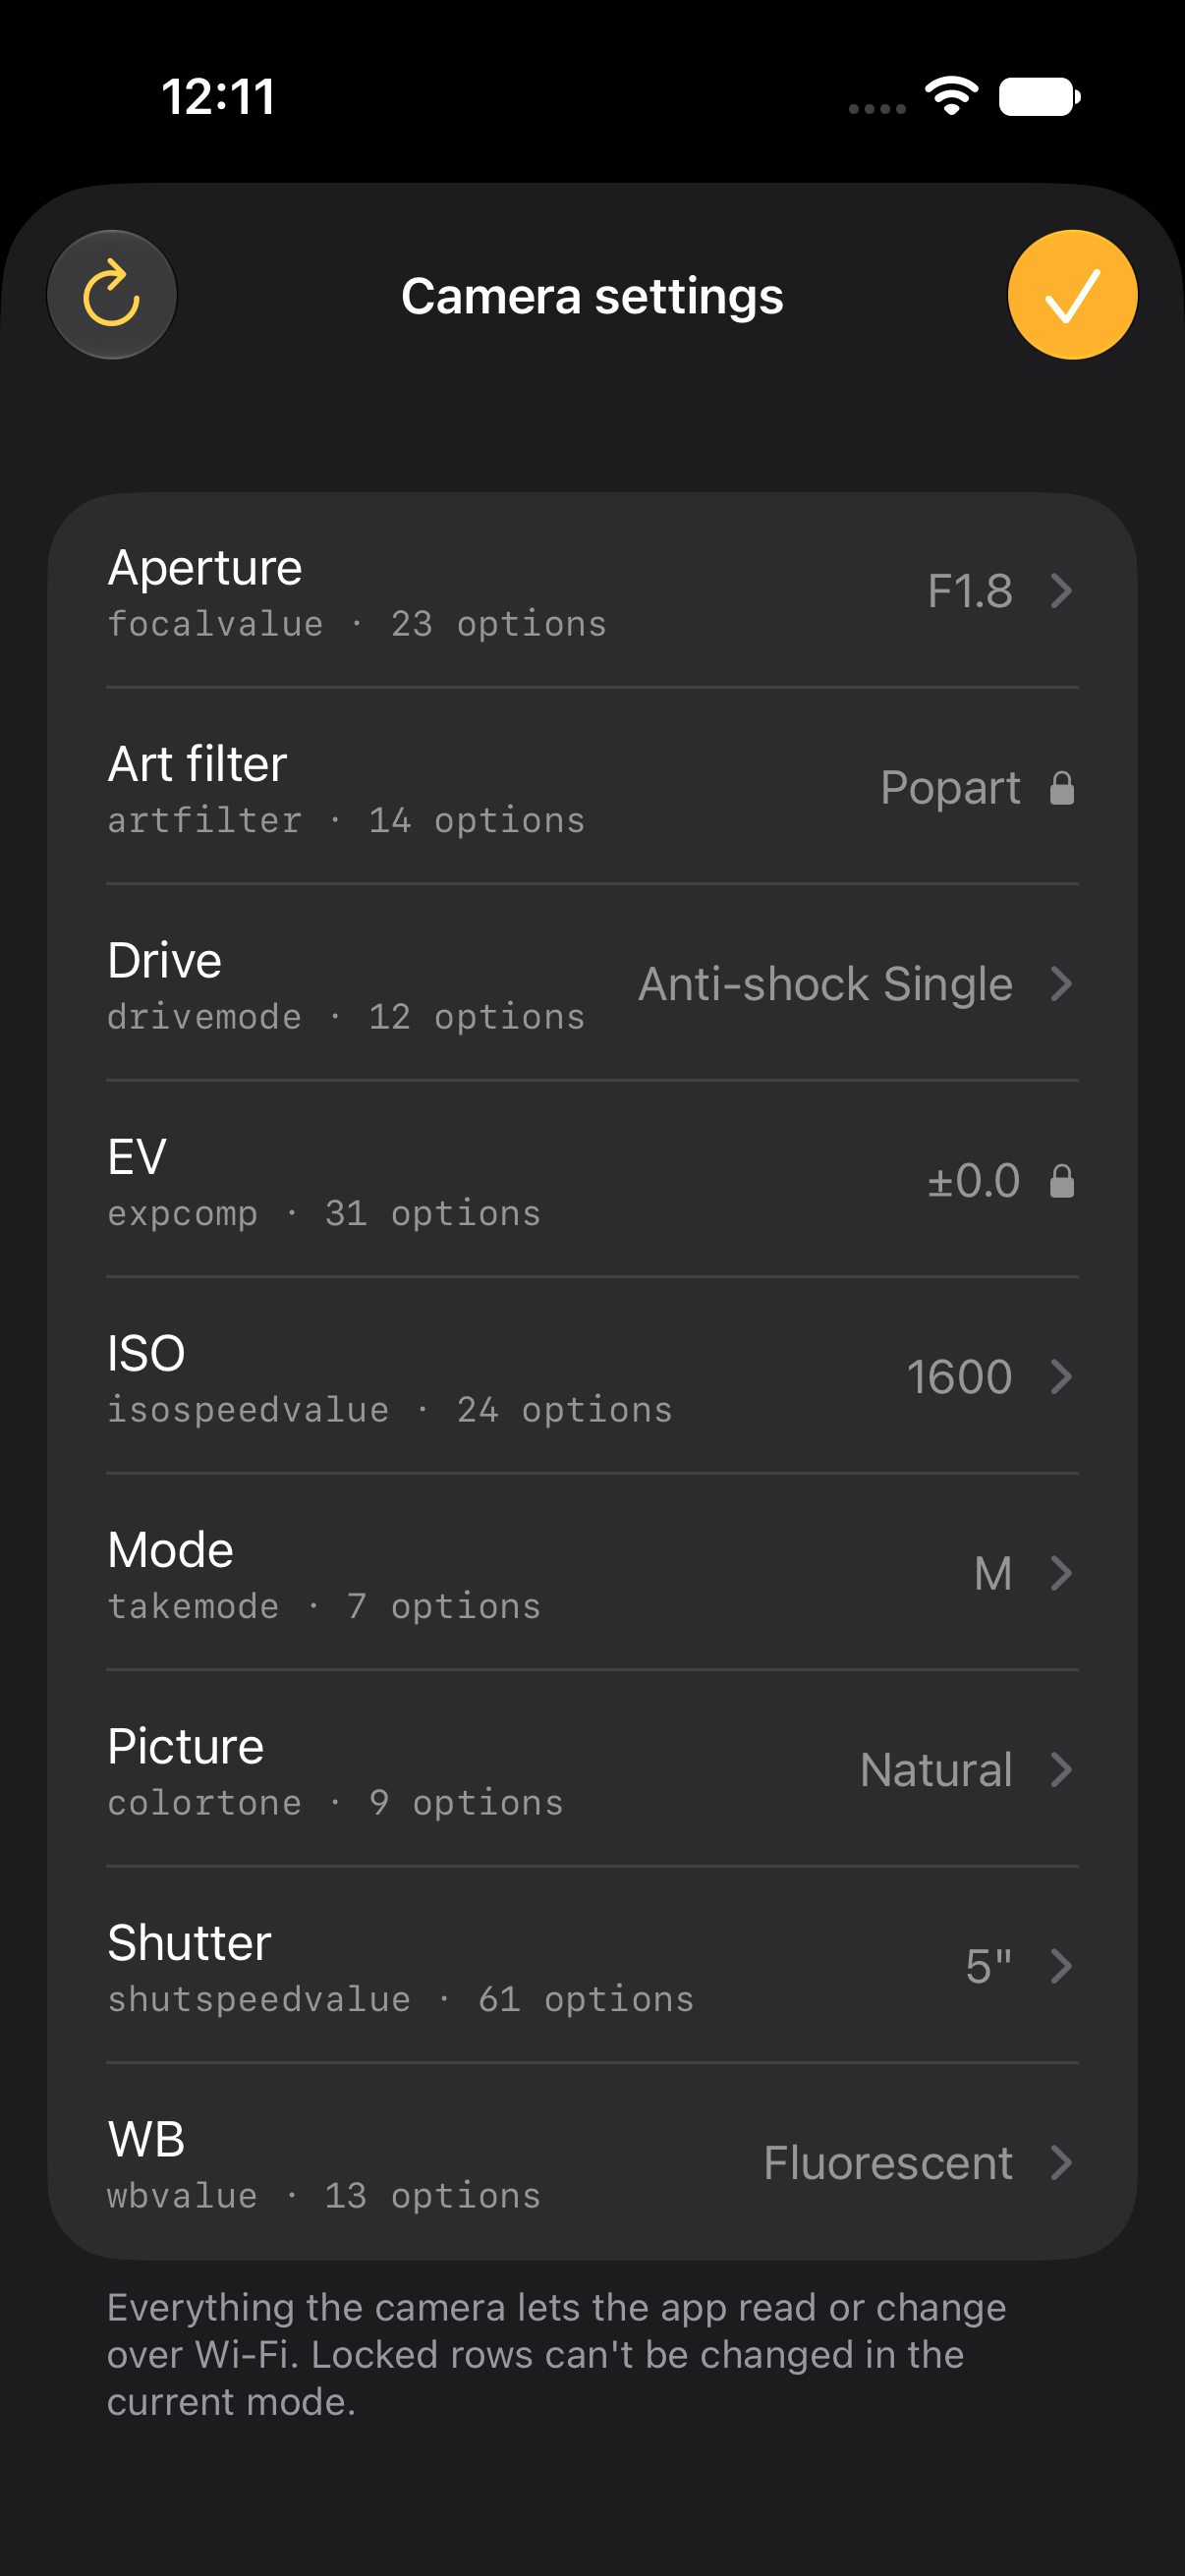 12:11
Camera settings
Aperture
focalvalue · 23 options
F1.8
Art filter
artfilter · 14 options
Popart
Drive
drivemode · 12 options
Anti-shock Single
EV
expcomp · 31 options
±0.0
ISO
isospeedvalue · 24 options
1600
Mode
takemode · 7 options
M
Picture
colortone · 9 options
Natural
Shutter
shutspeedvalue · 61 options
5"
WB
wbvalue · 13 options
Fluorescent
Everything the camera lets the app read or change
over Wi-Fi. Locked rows can't be changed in the
current mode.